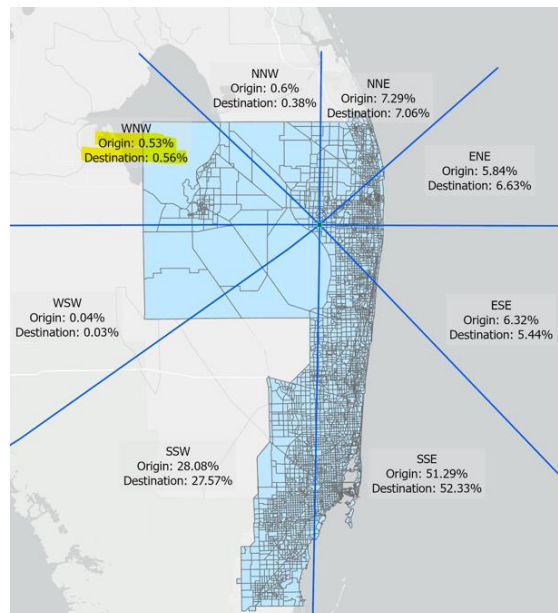 NNW
Origin: 0.6%
Destination: 0.38%
NNE
Origin: 7.29%
Destination: 7.06%
WNW
Origin: 0.53%
Destination: 0.56%
ENE
Origin: 5.84%
Destination: 6.63%
WSW
Origin: 0.04%
Destination: 0.03%
ESE
Origin: 6.32%
Destination: 5.44%
SSW
Origin: 28.08%
Destination: 27.57%
SSE
Origin: 51.29%
Destination: 52.33%